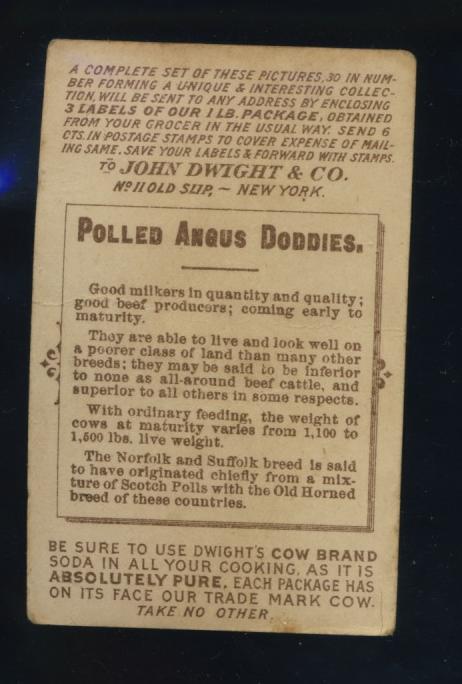 A COMPLETE SET OF THESE PICTURES, 30 IN NUM-
BER FORMING A UNIQUE & INTERESTING COLLEC-
TION, WILL BE SENT TO ANY ADDRESS BY ENCLOSING
3 LABELS OF OUR 1 LB. PACKAGE, OBTAINED
FROM YOUR GROCER IN THE USUAL WAY. SEND 6
CTS. IN POSTAGE STAMPS TO COVER EXPENSE OF MAIL-
ING SAME. SAVE YOUR LABELS & FORWARD WITH STAMPS.
TO JOHN DWIGHT & CO.
No 11 OLD SLIP, ~ NEW YORK.
POLLED ANGUS DODDIES.
Good milkers in quantity and quality;
good beef producers; coming early to
maturity.
They are able to live and look well on
a poorer class of land than many other
breeds; they may be said to be inferior
to none as all-around beef cattle, and
superior to all others in some respects.
With ordinary feeding, the weight of
cows at maturity varies from 1,100 to
1,500 lbs. live weight.
The Norfolk and Suffolk breed is said
to have originated chiefly from a mix-
ture of Scotch Polls with the Old Horned
breed of these countries.
BE SURE TO USE DWIGHT'S COW BRAND
SODA IN ALL YOUR COOKING, AS IT IS
ABSOLUTELY PURE, EACH PACKAGE HAS
ON ITS FACE OUR TRADE MARK COW.
TAKE NO OTHER.